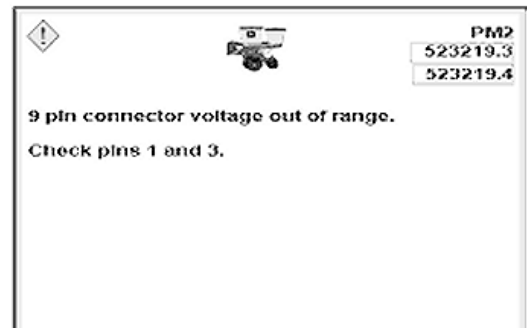 PM2
523219.3
523219.4
9 pin connector voltage out of range.
Check pins 1 and 3.